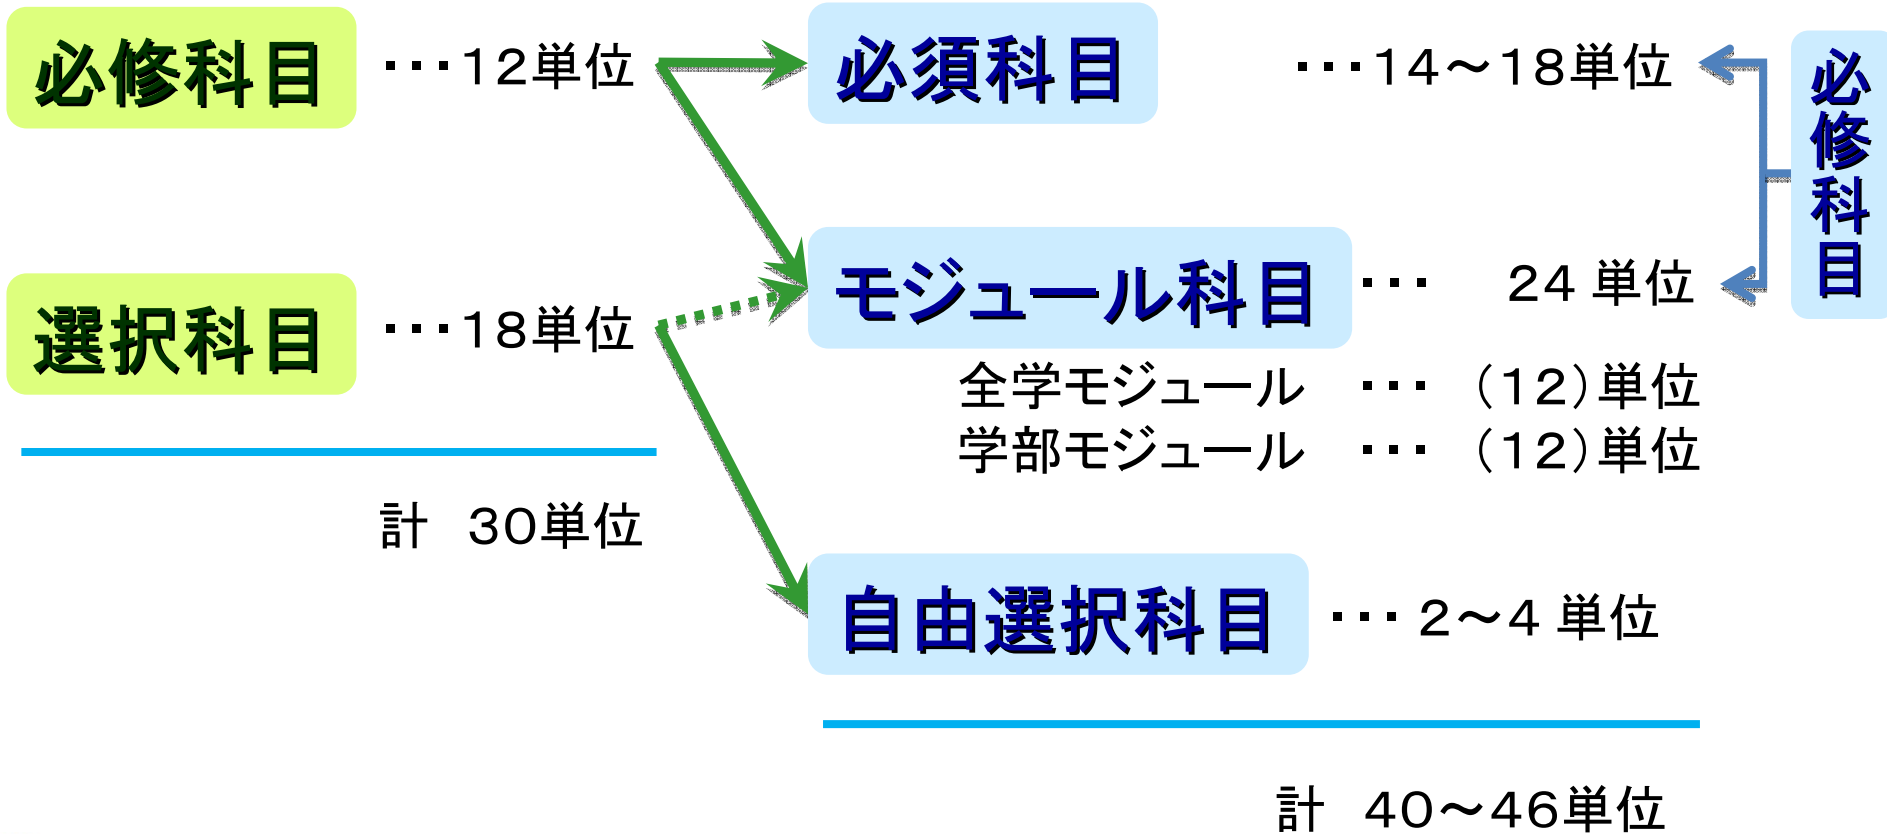 必修科目 ・・・12単位
選択科目 ・・・18単位
計 30単位
必須科目 ・・・14～18単位
モジュール科目 ・・・ 24 単位
全学モジュール ・・・ (12)単位
学部モジュール ・・・ (12)単位
自由選択科目 ・・・ 2～4 単位
計 40～46単位
必修科目